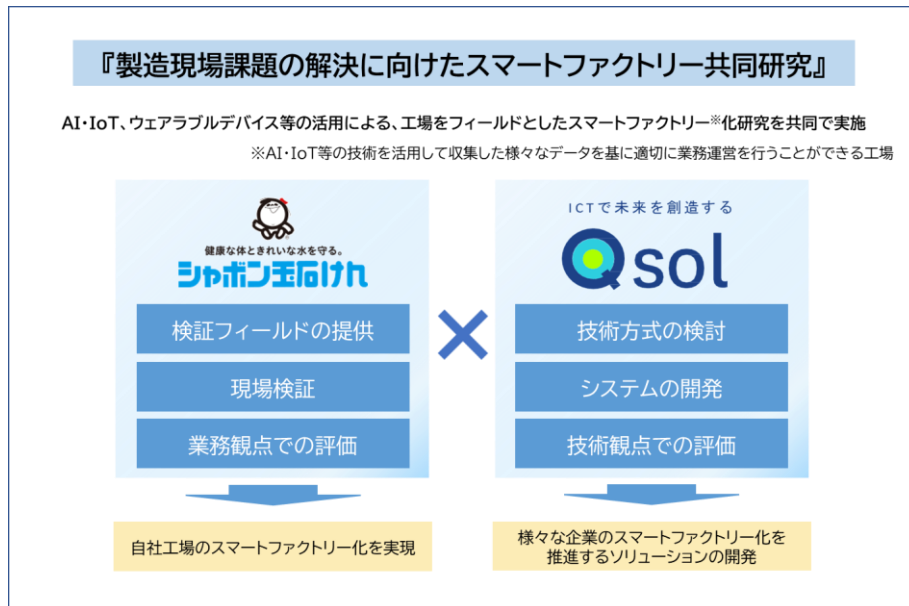 『製造現場課題の解決に向けたスマートファクトリー共同研究』
AI・IoT、ウェアラブルデバイス等の活用による、工場をフィールドとしたスマートファクトリー※化研究を共同で実施
※AI・IoT等の技術を活用して収集した様々なデータを基に適切に業務運営を行うことができる工場
健康な体ときれいな水を守る。
シャボン玉石けん
検証フィールドの提供
現場検証
業務観点での評価
自社工場のスマートファクトリー化を実現
×
ICTで未来を創造する
Qsol
技術方式の検討
システムの開発
技術観点での評価
様々な企業のスマートファクトリー化を
推進するソリューションの開発